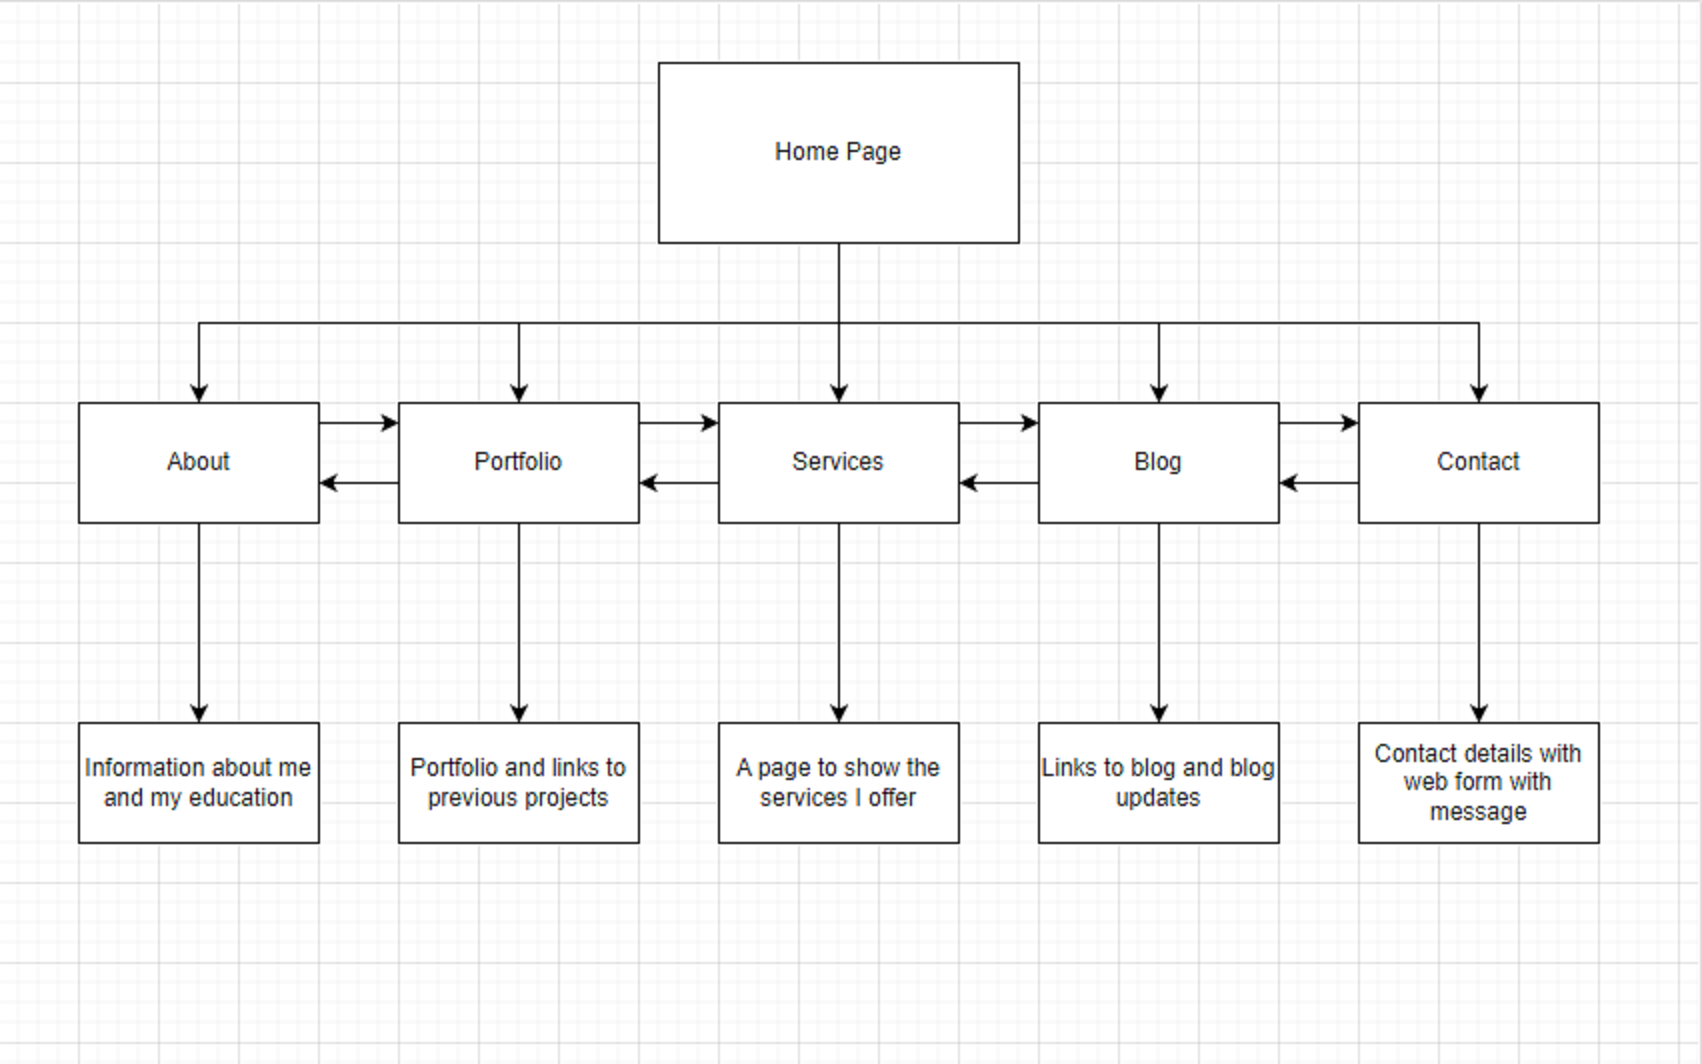 Home Page
About
Portfolio
Services
Blog
Contact
Information about me
and my education
Portfolio and links to
previous projects
A page to show the
services I offer
Links to blog and blog
updates
Contact details with
web form with
message